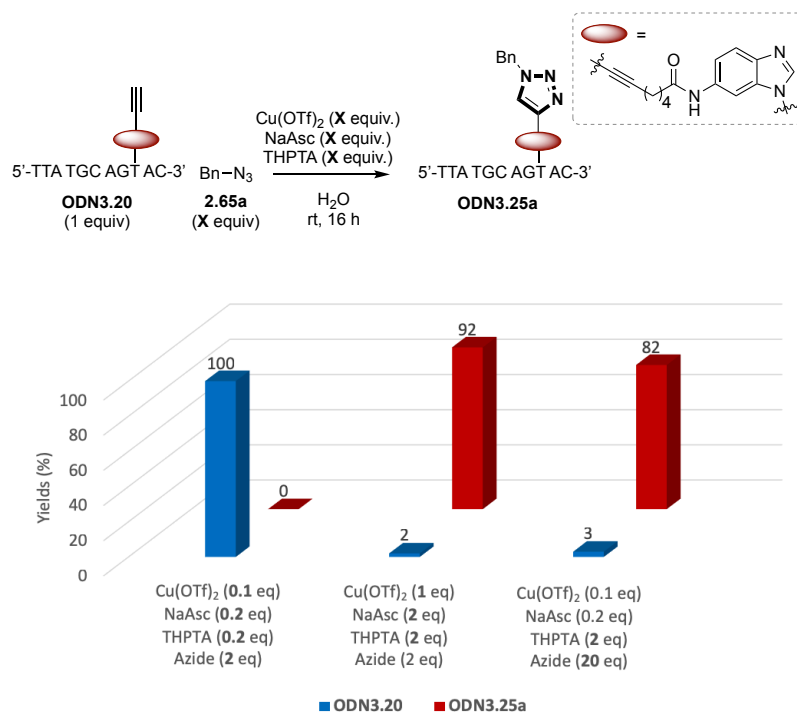 Bn
N
N
N
=
O
N
H
4
N
N
Cu(OTf)2 (X equiv.)
NaAsc (X equiv.)
THPTA (X equiv.)
H2O
rt, 16 h
5'-TTA TGC AGT AC-3'
Bn–N3
5'-TTA TGC AGT AC-3'
ODN3.20
(1 equiv)
2.65a
(X equiv)
ODN3.25a
Yields (%)
100
80
60
40
20
0
100
0
2
92
3
82
Cu(OTf)2 (0.1 eq)
NaAsc (0.2 eq)
THPTA (0.2 eq)
Azide (2 eq)
Cu(OTf)2 (1 eq)
NaAsc (2 eq)
THPTA (2 eq)
Azide (2 eq)
Cu(OTf)2 (0.1 eq)
NaAsc (0.2 eq)
THPTA (2 eq)
Azide (20 eq)
ODN3.20
ODN3.25a